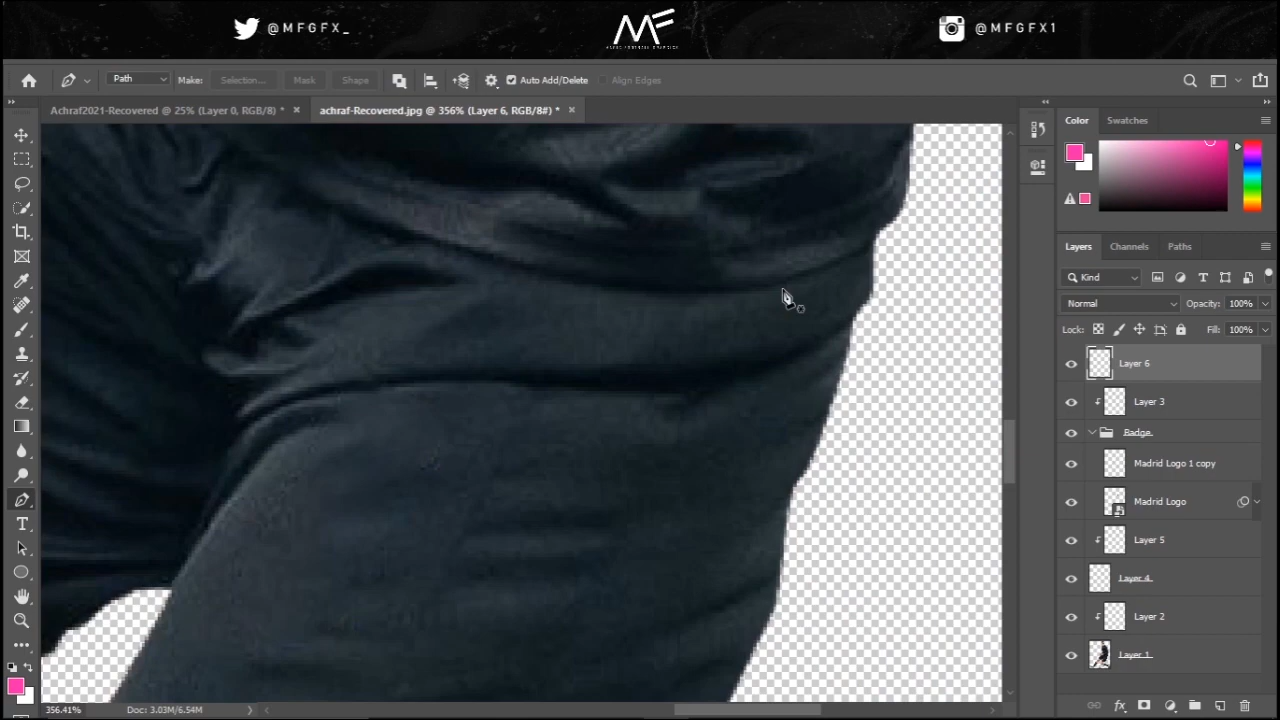 @MFGFX_
MF
@MFGFX1
Path
Make:
Selection...
Mask
Shape
Auto Add/Delete
Align Edges
Achraf2021-Recovered @ 25% (Layer 0, RGB/8) *
achraf-Recovered.jpg @ 356% (Layer 6, RGB/8#) *
Color
Swatches
Layers
Channels
Paths
Kind
Normal
Opacity: 100%
Lock:
Fill: 100%
Layer 6
Layer 3
Badge
Madrid Logo 1 copy
Madrid Logo
Layer 5
Layer 4
Layer 2
Layer 1
356.41%
Doc: 3.03M/6.54M